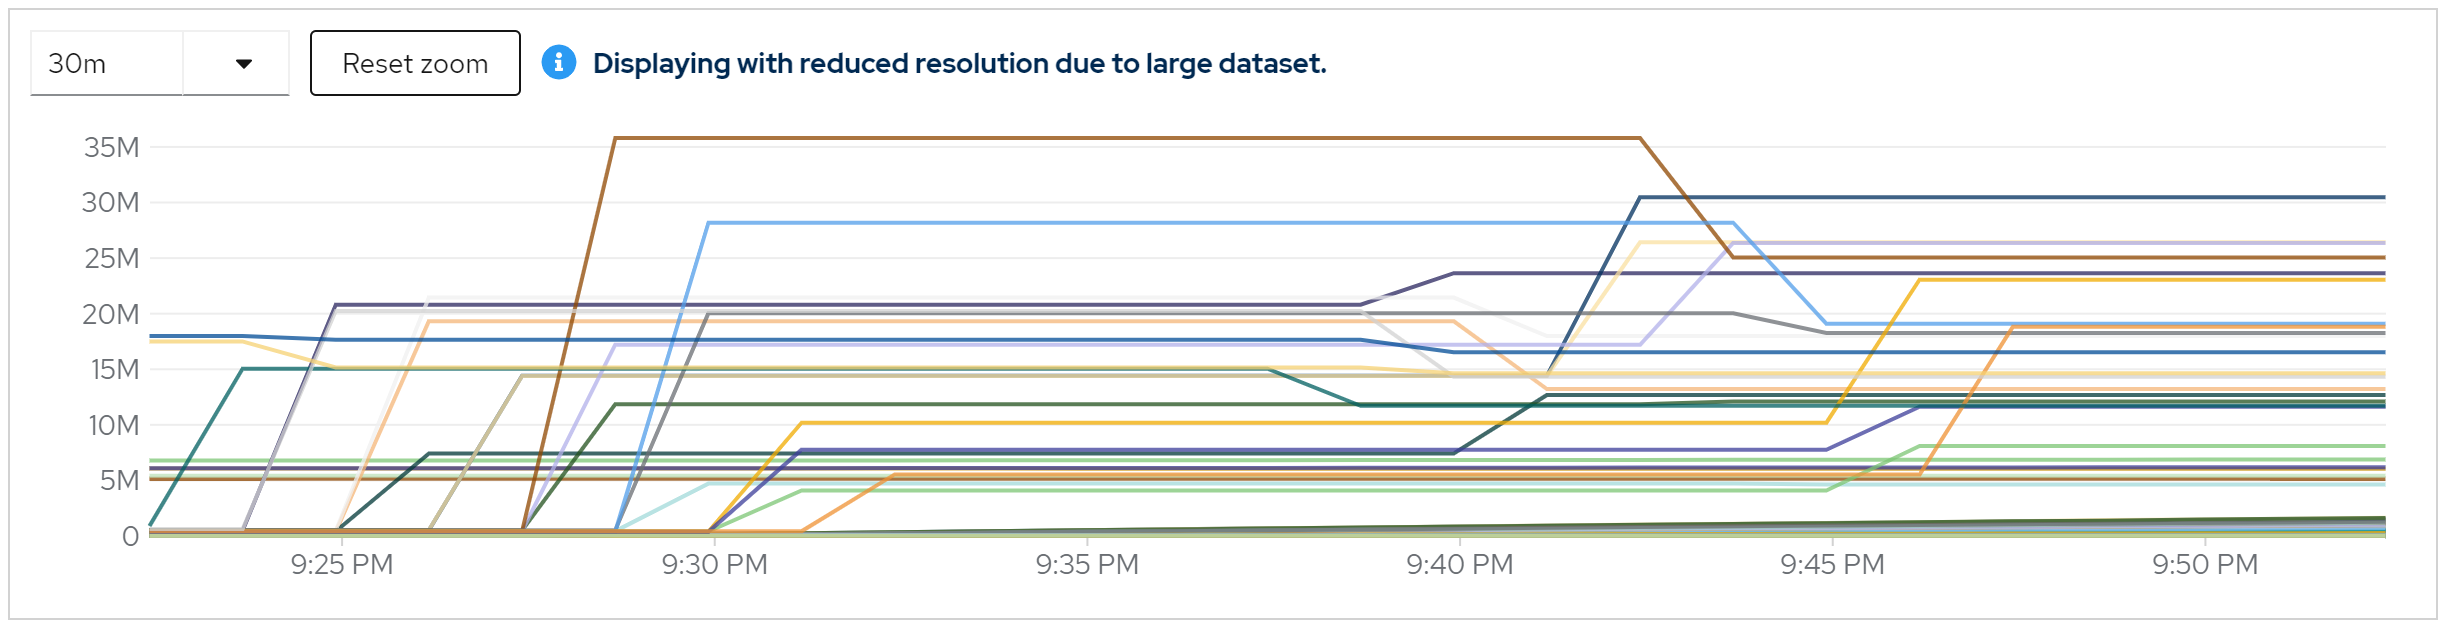 30m
Reset zoom
Displaying with reduced resolution due to large dataset.
35M
30M
25M
20M
15M
10M
5M
0
9:25 PM
9:30 PM
9:35 PM
9:40 PM
9:45 PM
9:50 PM